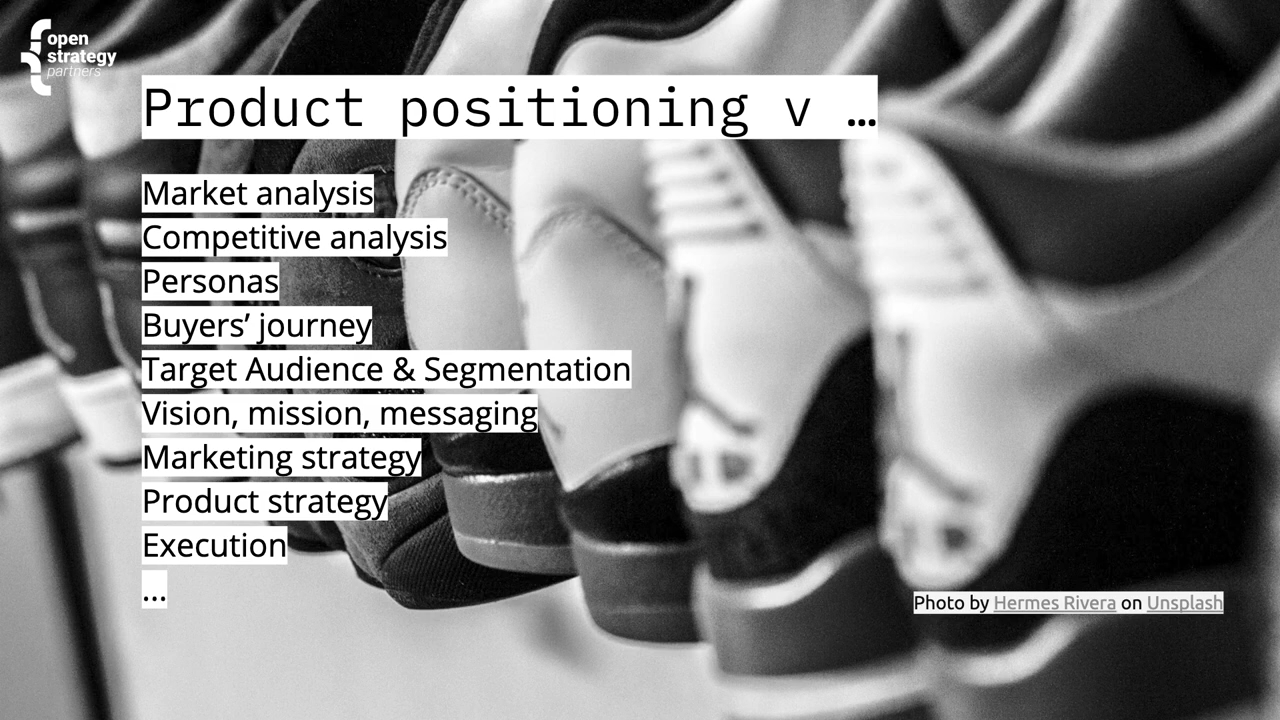 open
strategy
partners
Product positioning v …
Market analysis
Competitive analysis
Personas
Buyers’ journey
Target Audience & Segmentation
Vision, mission, messaging
Marketing strategy
Product strategy
Execution
...
Photo by Hermes Rivera on Unsplash